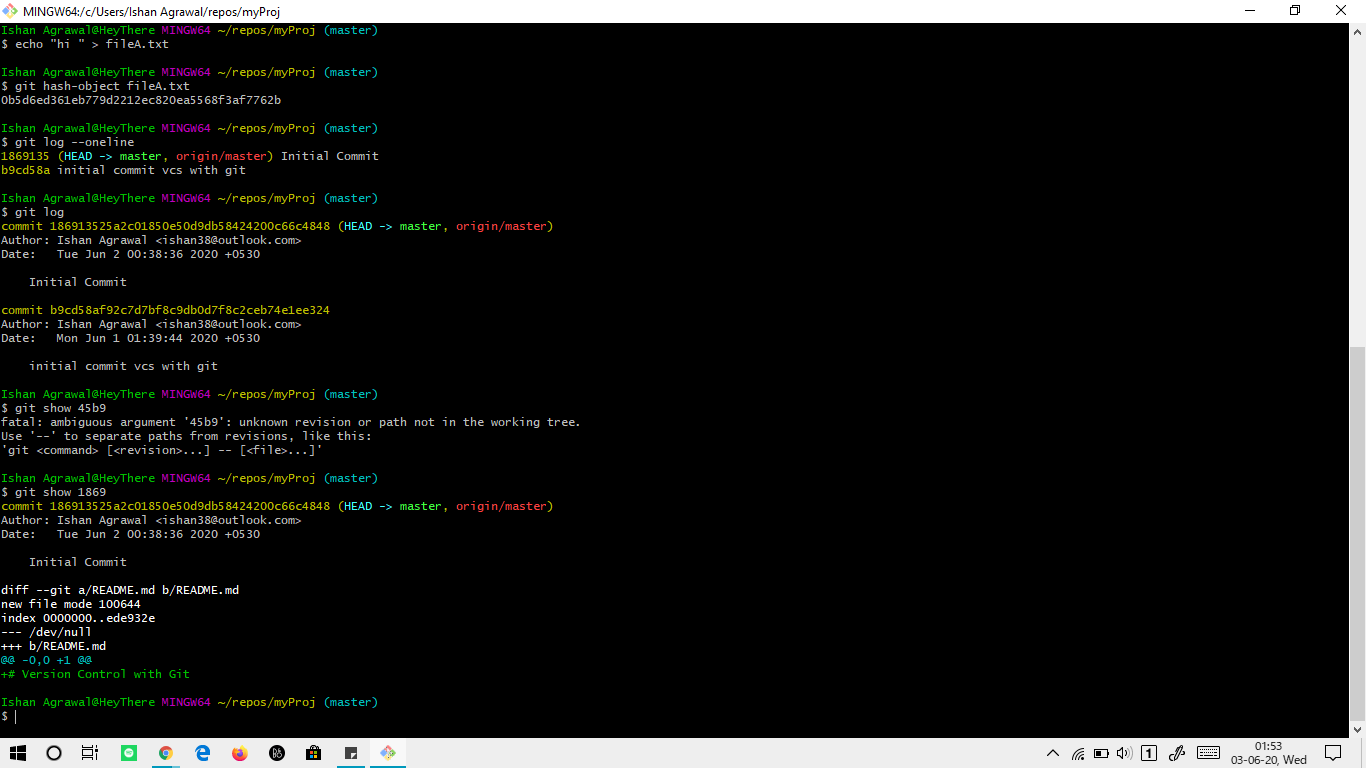 MINGW64:/c/Users/Ishan Agrawal/repos/myProj
Ishan Agrawal@HeyThere MINGW64 ~/repos/myProj (master)
$ echo "hi " > fileA.txt
Ishan Agrawal@HeyThere MINGW64 ~/repos/myProj (master)
$ git hash-object fileA.txt
0b5d6ed361eb779d2212ec820ea5568f3af7762b
Ishan Agrawal@HeyThere MINGW64 ~/repos/myProj (master)
$ git log --oneline
1869135 (HEAD -> master, origin/master) Initial Commit
b9cd58a initial commit vcs with git
Ishan Agrawal@HeyThere MINGW64 ~/repos/myProj (master)
$ git log
commit 186913525a2c01850e50d9db58424200c66c4848 (HEAD -> master, origin/master)
Author: Ishan Agrawal <ishan38@outlook.com>
Date:   Tue Jun 2 00:38:36 2020 +0530
Initial Commit
commit b9cd58af92c7d7bf8c9db0d7f8c2ceb74e1ee324
Author: Ishan Agrawal <ishan38@outlook.com>
Date:   Mon Jun 1 01:39:44 2020 +0530
initial commit vcs with git
Ishan Agrawal@HeyThere MINGW64 ~/repos/myProj (master)
$ git show 45b9
fatal: ambiguous argument '45b9': unknown revision or path not in the working tree.
Use '--' to separate paths from revisions, like this:
'git <command> [<revision>...] -- [<file>...]'
Ishan Agrawal@HeyThere MINGW64 ~/repos/myProj (master)
$ git show 1869
commit 186913525a2c01850e50d9db58424200c66c4848 (HEAD -> master, origin/master)
Author: Ishan Agrawal <ishan38@outlook.com>
Date:   Tue Jun 2 00:38:36 2020 +0530
Initial Commit
diff --git a/README.md b/README.md
new file mode 100644
index 0000000..ede932e
--- /dev/null
+++ b/README.md
@@ -0,0 +1 @@
+# Version Control with Git
Ishan Agrawal@HeyThere MINGW64 ~/repos/myProj (master)
$
1
01:53
03-06-20, Wed